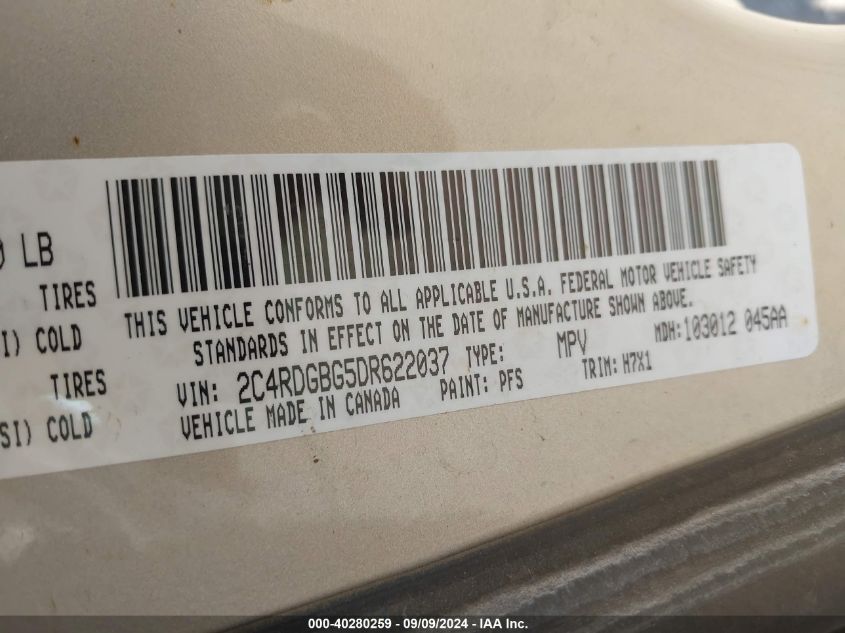 0 LB
TIRES
I) COLD
TIRES
SI) COLD
THIS VEHICLE CONFORMS TO ALL APPLICABLE U.S.A. FEDERAL MOTOR VEHICLE SAFETY
STANDARDS IN EFFECT ON THE DATE OF MANUFACTURE SHOWN ABOVE.
MDH:103012 045AA
VIN: 2C4RDGBG5DR622037 TYPE: MPV
VEHICLE MADE IN CANADA PAINT: PFS TRIM: H7X1
000-40280259 - 09/09/2024 - IAA Inc.